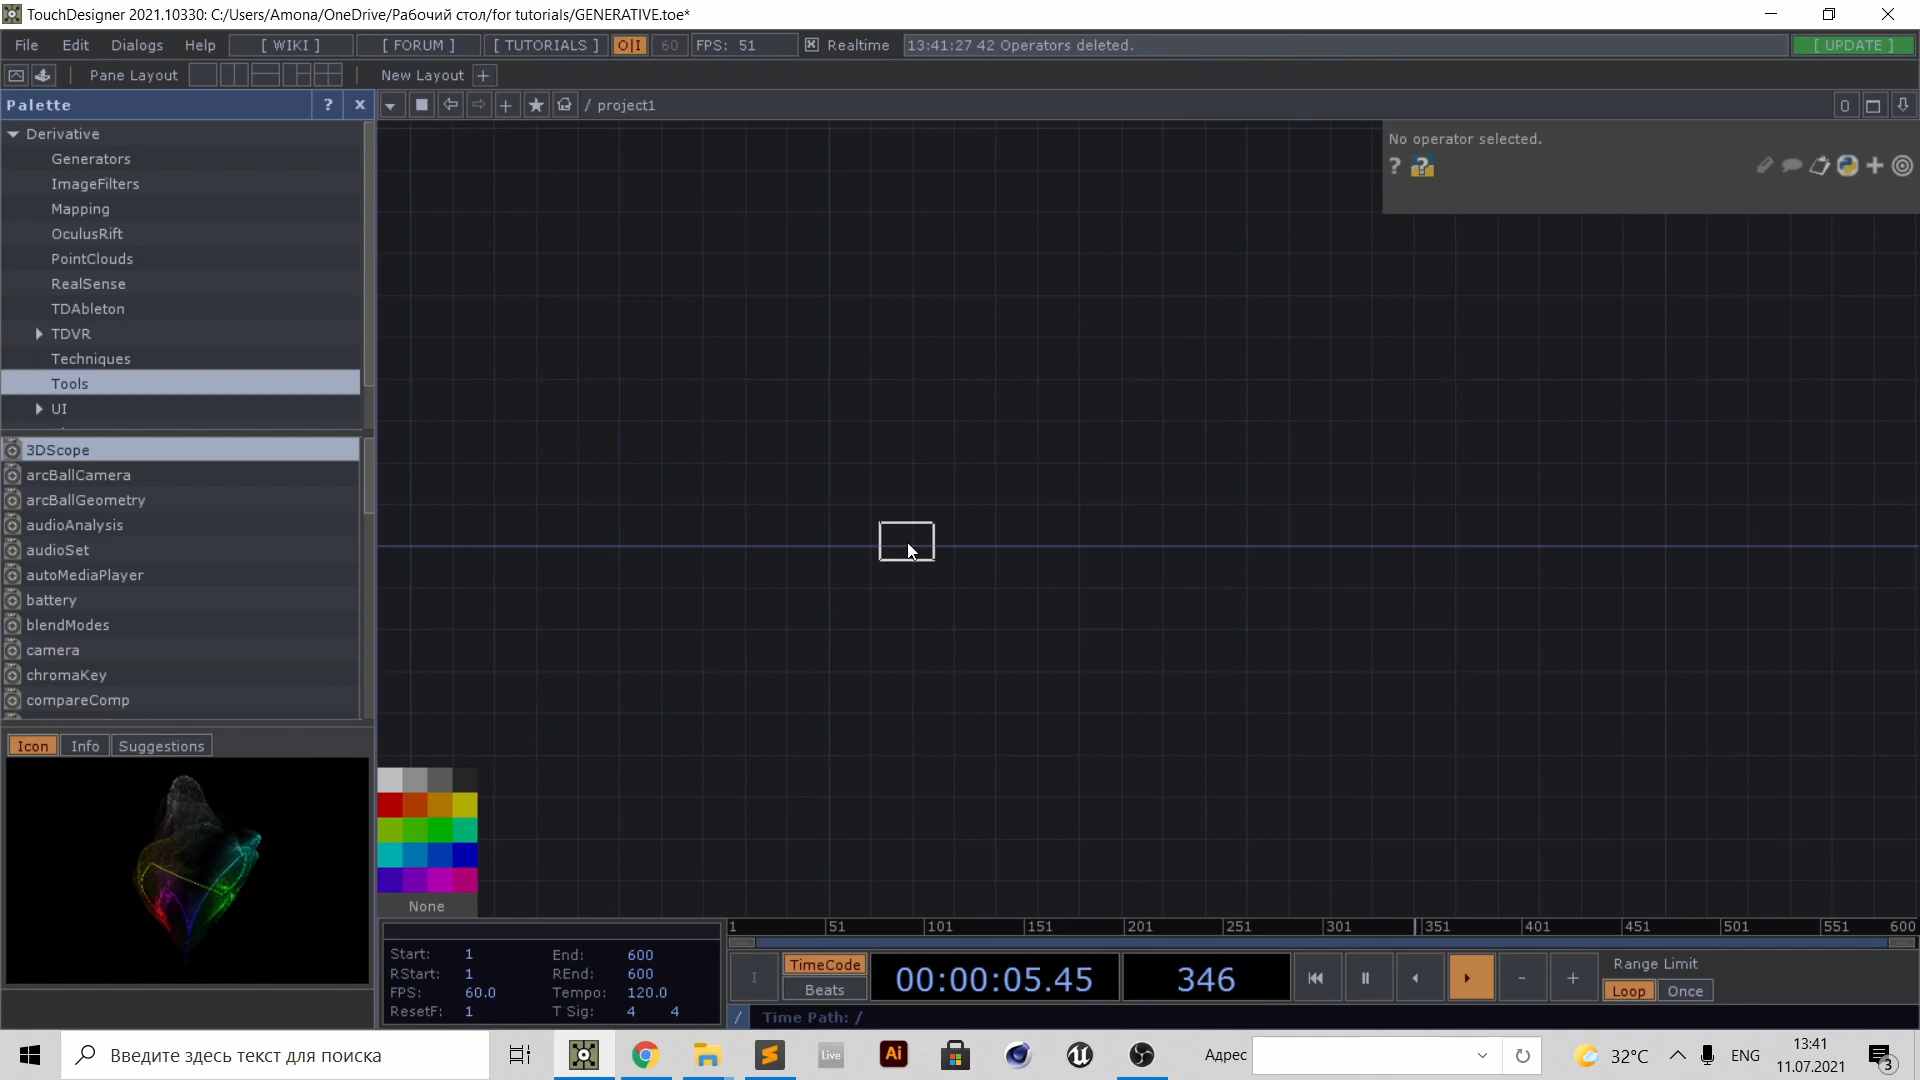 TouchDesigner 2021.10330: C:/Users/Amona/OneDrive/Рабочий стол/for tutorials/GENERATIVE.toe*
File Edit Dialogs Help [ WIKI ] [ FORUM ] [ TUTORIALS ] O|I 60 FPS: 51 Realtime 13:41:27 42 Operators deleted. [ UPDATE ]
Pane Layout New Layout +
Palette ? x / project1 0
Derivative
Generators
ImageFilters
Mapping
OculusRift
PointClouds
RealSense
TDAbleton
TDVR
Techniques
Tools
UI
No operator selected.
3DScope
arcBallCamera
arcBallGeometry
audioAnalysis
audioSet
autoMediaPlayer
battery
blendModes
camera
chromaKey
compareComp
Icon Info Suggestions
None
1 51 101 151 201 251 301 351 401 451 501 551 600
Start: 1 End: 600
RStart: 1 REnd: 600
FPS: 60.0 Tempo: 120.0
ResetF: 1 T Sig: 4 4
TimeCode
Beats
00:00:05.45 346
Range Limit
Loop Once
/ Time Path: /
Введите здесь текст для поиска
Live
Ai
Адрес
32°C
ENG
13:41
11.07.2021
3